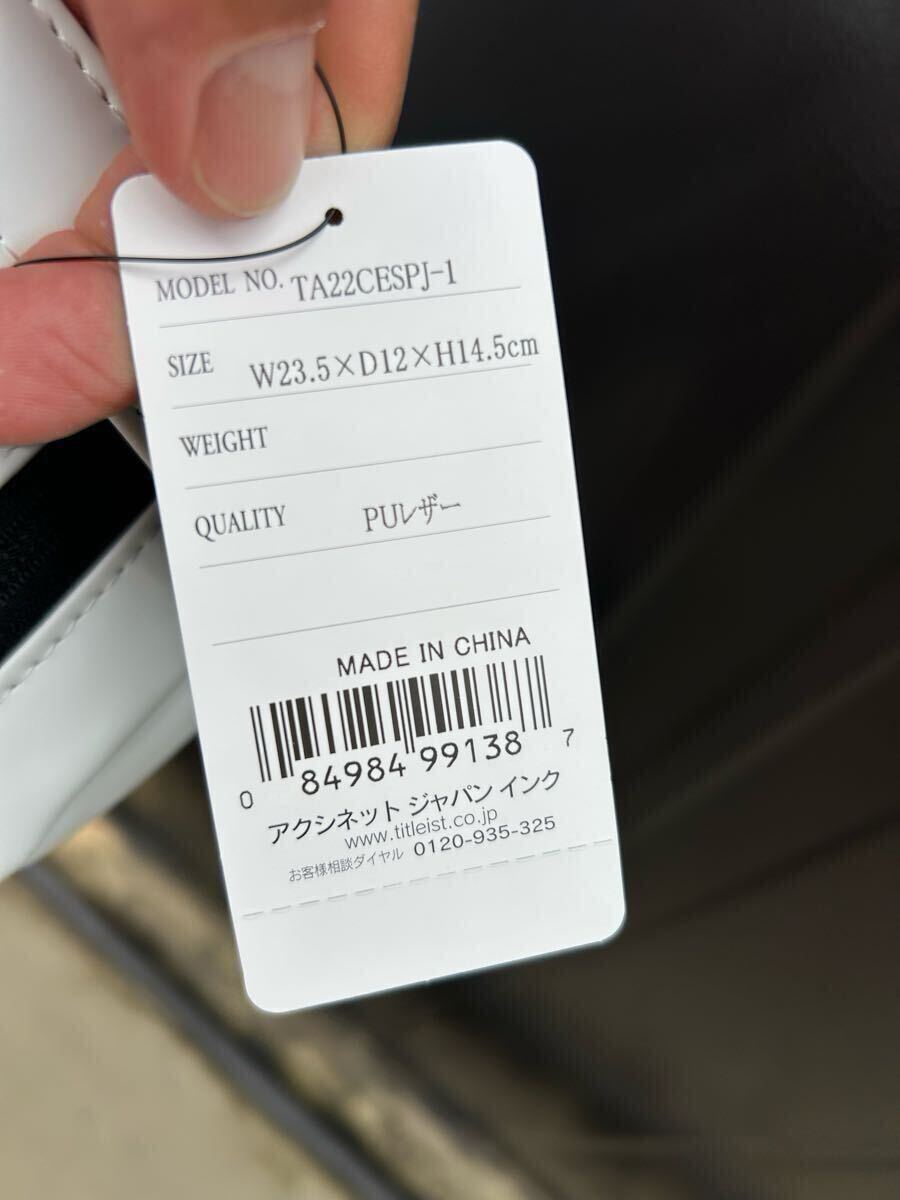 MODEL NO. TA22CESPJ-1
SIZE W23.5×D12×H14.5cm
WEIGHT
QUALITY PUレザー
MADE IN CHINA
0 84984 99138 7
アクシネット ジャパン インク
www.titleist.co.jp
お客様相談ダイヤル 0120-935-325